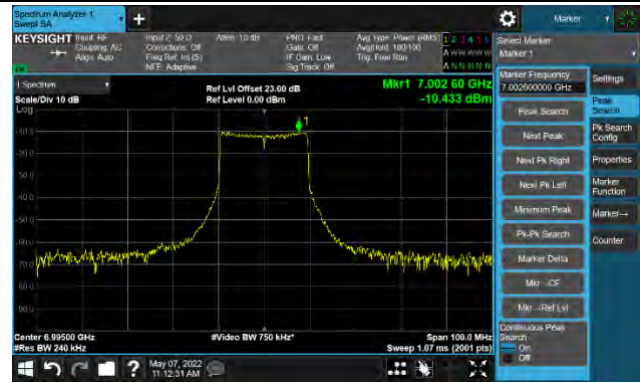 Spectrum Analyzer 1
Swept SA
Marker
KEYSIGHT Input: RF
Coupling: AC
Align: Auto
Input Z: 50 Ω
Corrections: Off
Freq Ref: Int (S)
NFE: Adaptive
Atten: 10 dB
PNO: Fast
Gate: Off
IF Gain: Low
Sig Track: Off
Avg Type: Power (RMS)
Avg|Hold: 100/100
Trig: Free Run
1 2 3 4 5 6
A W W W W W
A N N N N N
Select Marker
Marker 1
1 Spectrum
Scale/Div 10 dB
Log
Ref Lvl Offset 23.00 dB
Ref Level 0.00 dBm
Mkr1 7.002 60 GHz
-10.433 dBm
Marker Frequency
7.002600000 GHz
Settings
Peak Search
Next Peak
Next Pk Right
Next Pk Left
Minimum Peak
Pk-Pk Search
Marker Delta
Mkr→CF
Mkr→Ref Lvl
Continuous Peak
Search
On
Off
Peak
Search
Pk Search
Config
Properties
Marker
Function
Marker→
Counter
1
-10.0
-20.0
-30.0
-40.0
-50.0
-60.0
-70.0
-80.0
-90.0
Center 6.99500 GHz
#Res BW 240 kHz
#Video BW 750 kHz*
Span 100.0 MHz
Sweep 1.07 ms (2001 pts)
May 07, 2022
11:12:31 AM